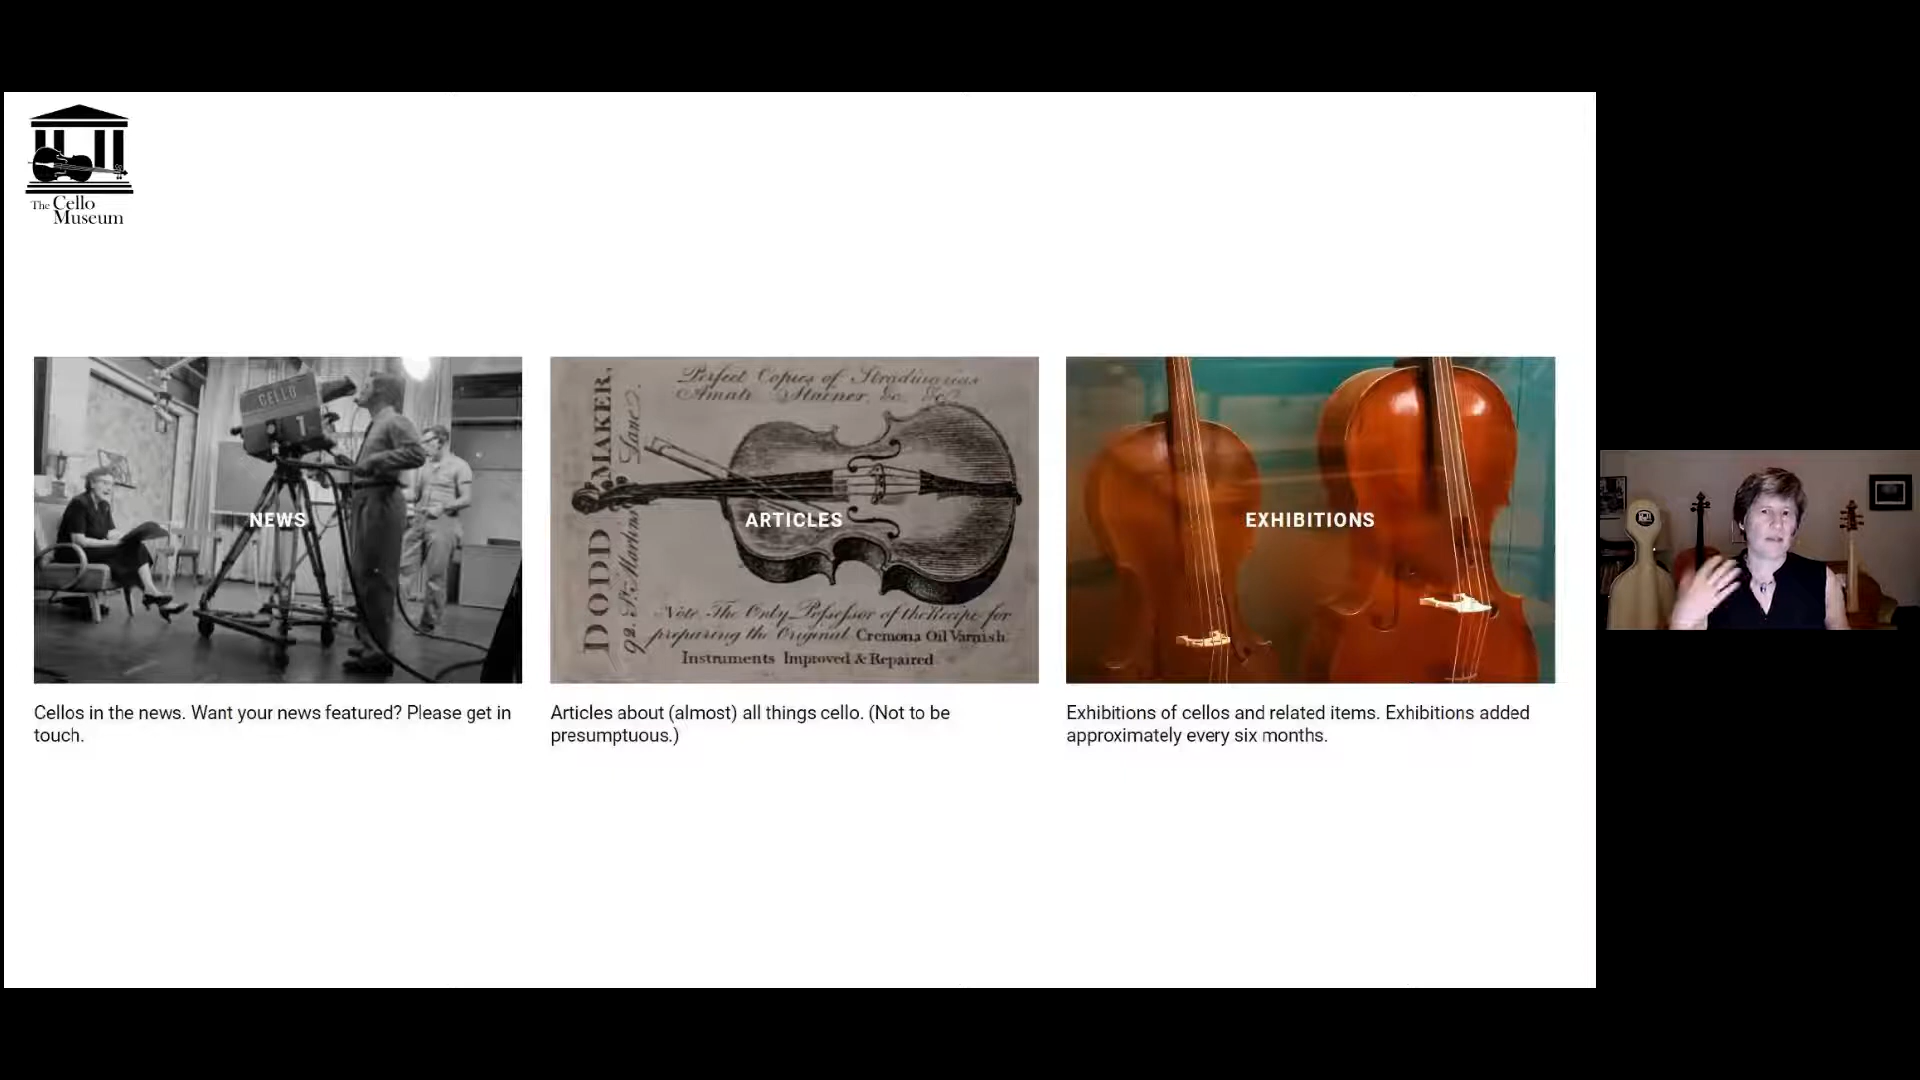 The Cello
Museum
CELLO
1
NEWS
Cellos in the news. Want your news featured? Please get in
touch.
DODD MAKER,
92. St. Martins Lane.
Perfect Copies of Stradivarius
Amati Stainer, &c. &c.
ARTICLES
Note. The Only Possessor of the Recipe for
preparing the Original Cremona Oil Varnish.
Instruments Improved & Repaired
Articles about (almost) all things cello. (Not to be
presumptuous.)
EXHIBITIONS
Exhibitions of cellos and related items. Exhibitions added
approximately every six months.